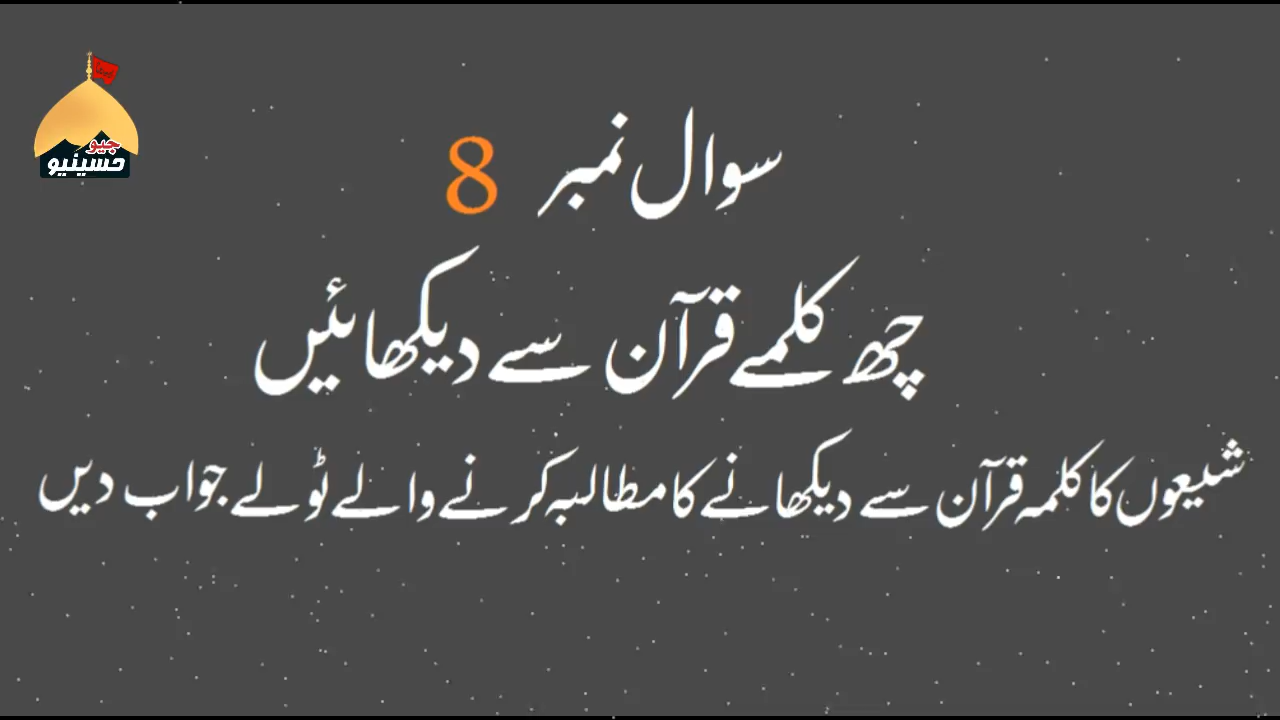 جیو
حسینیو
سوال نمبر 8
چھ کلمے قرآن سے دیکھائیں
شیعوں کا کلمہ قرآن سے دیکھانے کا مطالبہ کرنے والے ٹولے جواب دیں